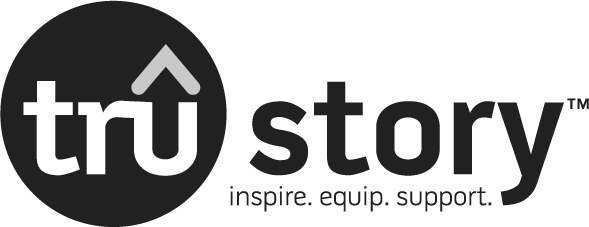 trû story™
inspire. equip. support.